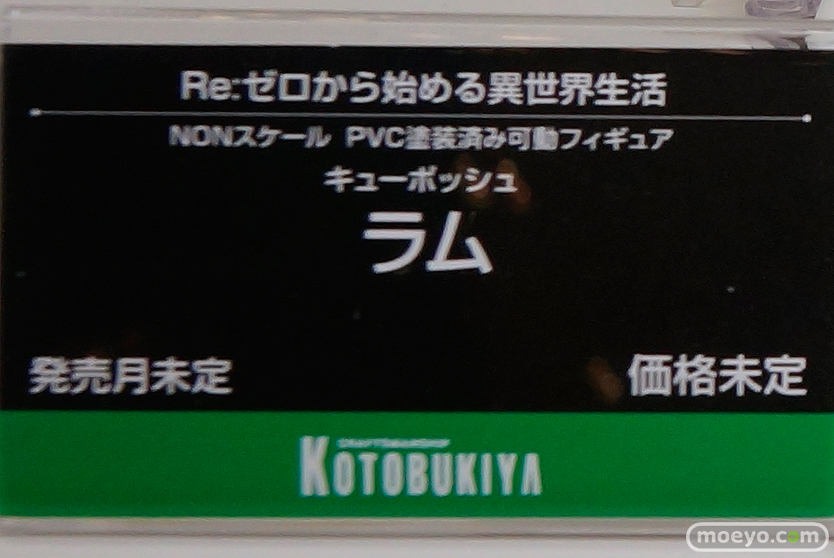 Re:ゼロから始める異世界生活
NONスケール PVC塗装済み可動フィギュア
キューポッシュ
ラム
発売月未定 価格未定
CRAFTSMANSHIP
KOTOBUKIYA
moeyo.com